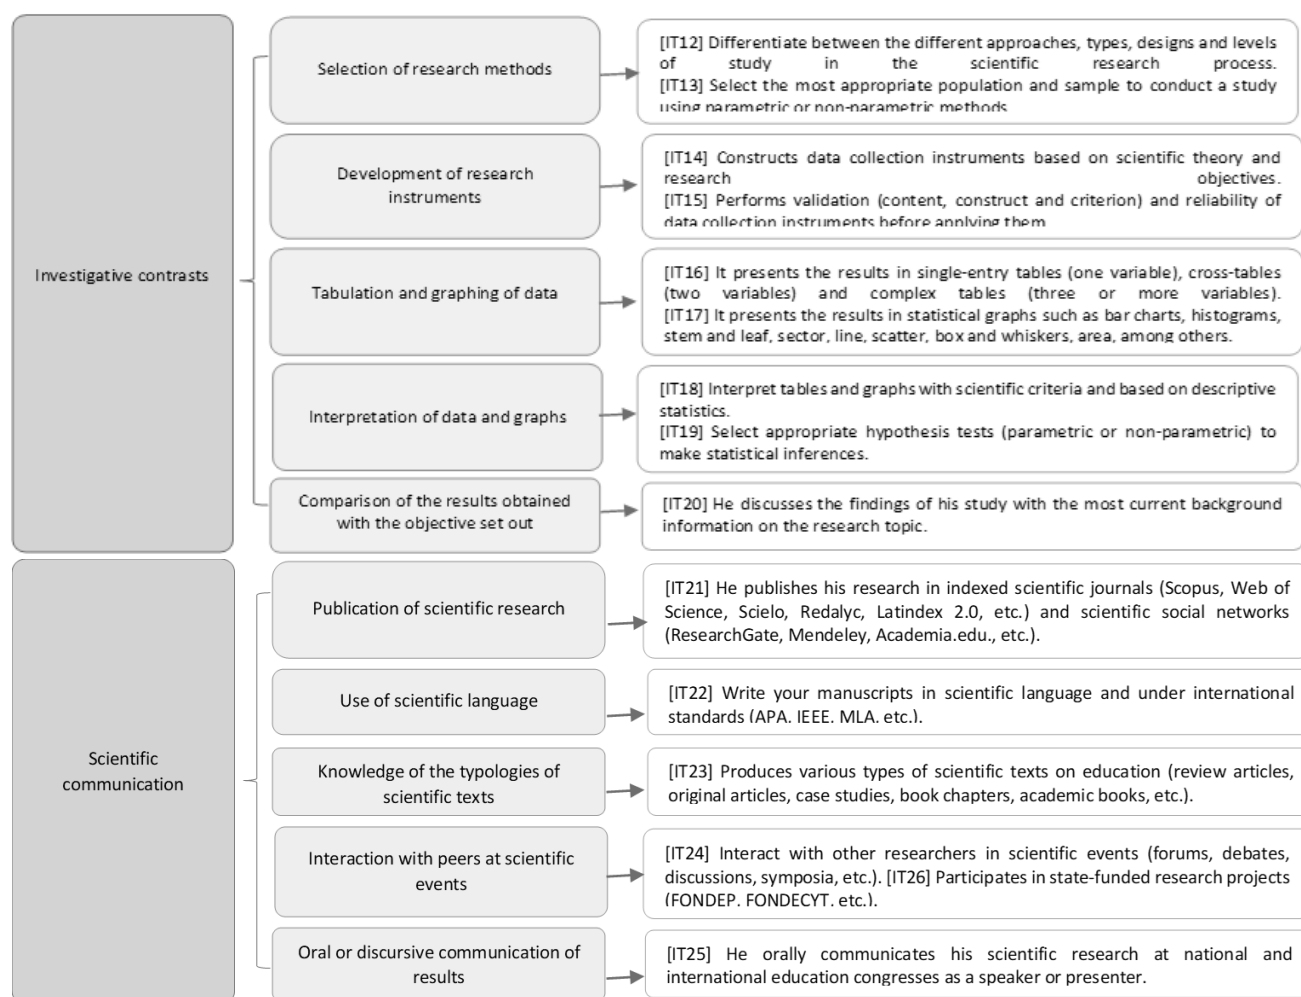 Investigative contrasts
Selection of research methods
[IT12] Differentiate between the different approaches, types, designs and levels
of study in the scientific research process.
[IT13] Select the most appropriate population and sample to conduct a study
using parametric or non-parametric methods
Development of research
instruments
[IT14] Constructs data collection instruments based on scientific theory and
research objectives.
[IT15] Performs validation (content, construct and criterion) and reliability of
data collection instruments before applying them
Tabulation and graphing of data
[IT16] It presents the results in single-entry tables (one variable), cross-tables
(two variables) and complex tables (three or more variables).
[IT17] It presents the results in statistical graphs such as bar charts, histograms,
stem and leaf, sector, line, scatter, box and whiskers, area, among others.
Interpretation of data and graphs
[IT18] Interpret tables and graphs with scientific criteria and based on descriptive
statistics.
[IT19] Select appropriate hypothesis tests (parametric or non-parametric) to
make statistical inferences.
Comparison of the results obtained
with the objective set out
[IT20] He discusses the findings of his study with the most current background
information on the research topic.
Scientific
communication
Publication of scientific research
[IT21] He publishes his research in indexed scientific journals (Scopus, Web of
Science, Scielo, Redalyc, Latindex 2.0, etc.) and scientific social networks
(ResearchGate, Mendeley, Academia.edu., etc.).
Use of scientific language
[IT22] Write your manuscripts in scientific language and under international
standards (APA, IEEE, MLA, etc.).
Knowledge of the typologies of
scientific texts
[IT23] Produces various types of scientific texts on education (review articles,
original articles, case studies, book chapters, academic books, etc.).
Interaction with peers at scientific
events
[IT24] Interact with other researchers in scientific events (forums, debates,
discussions, symposia, etc.). [IT26] Participates in state-funded research projects
(FONDEP, FONDECYT, etc.).
Oral or discursive communication of
results
[IT25] He orally communicates his scientific research at national and
international education congresses as a speaker or presenter.